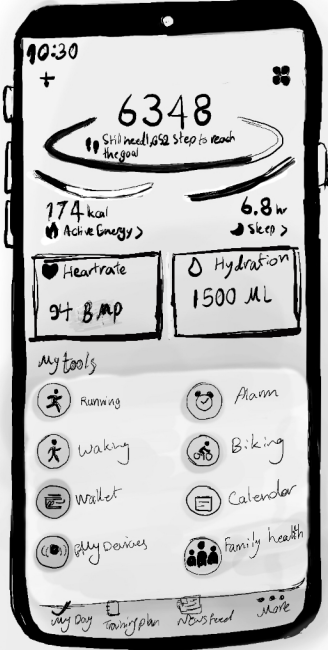 10:30
+
6348
Still need 1,652 Step to reach
the goal
174 kcal
Active Energy >
6.8 hr
Sleep >
Heartrate
94 BMP
Hydration
1500 ML
My tools
Running
Alarm
Waking
Biking
Wallet
Calendar
My Devices
Family health
My Day
Training plan
News feed
More